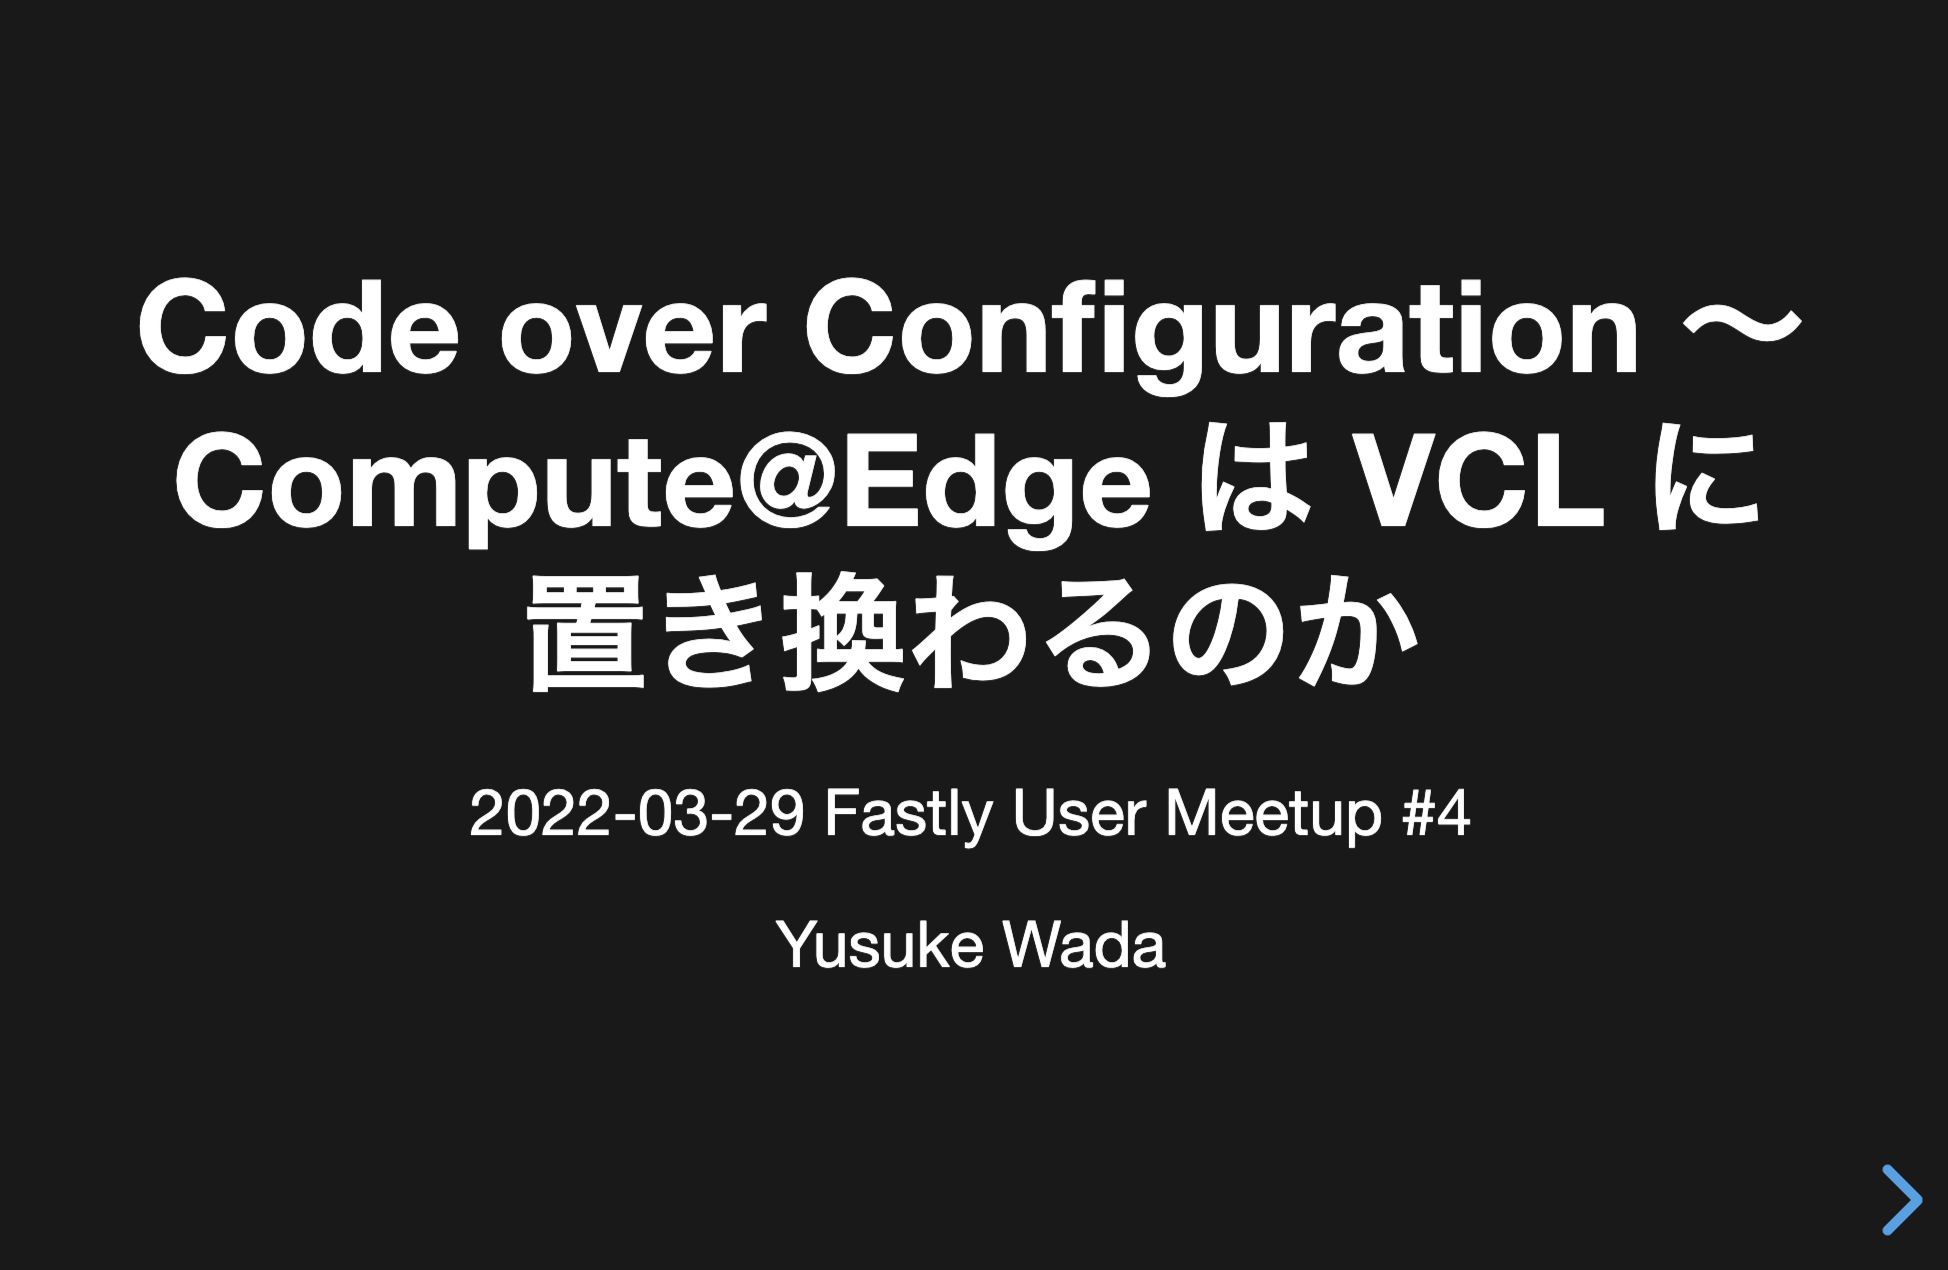 Code over Configuration 〜
Compute@Edge は VCL に
置き換わるのか
2022-03-29 Fastly User Meetup #4
Yusuke Wada